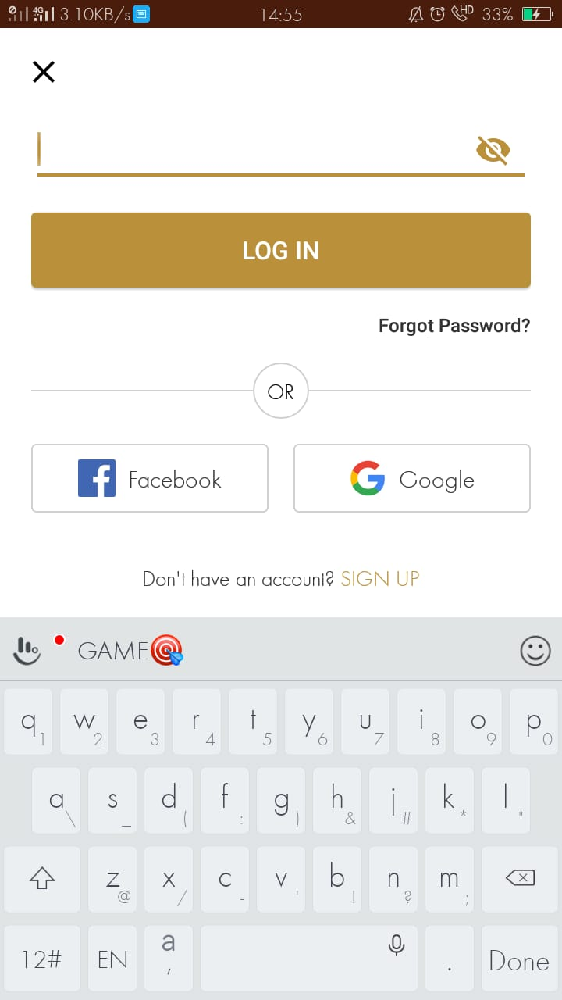 4G 3.10KB/s 14:55 HD 33%
LOG IN
Forgot Password?
OR
Facebook Google
Don't have an account? SIGN UP
GAME
q 1 w 2 e 3 r 4 t 5 y 6 u 7 i 8 o 9 p 0
a \ s _ d ( f : g ) h & j # k * l "
z @ x / c - v ' b ! n ? m ;
12# EN a , . Done